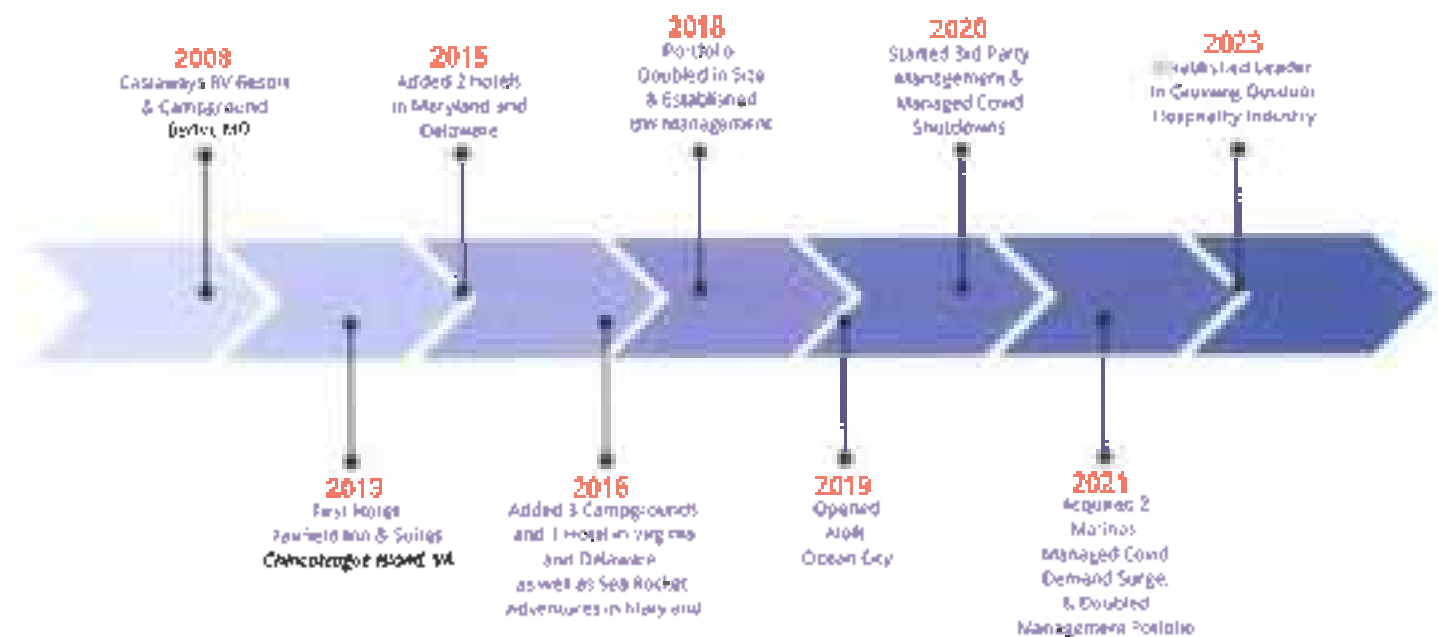 2008
Castaways RV Resort
& Campground
Berlin, MD
2015
Added 2 Hotels
in Maryland and
Delaware
2018
Portfolio
Doubled in Size
& Established
Management
2020
Started 3rd Party
Management &
Managed Covid
Shutdowns
2023
Established Leader
in Growing Outdoor
Hospitality Industry
2013
First Hotel
Fairfield Inn & Suites
Chincoteague Island, VA
2016
Added 3 Campgrounds
and 1 Hotel in Virginia
and Delaware
as well as Sea Rocket
Adventures in Maryland
2019
Opened
Aloft
Ocean City
2021
Acquired 2
Marinas
Managed Covid
Demand Surge,
& Doubled
Management Portfolio